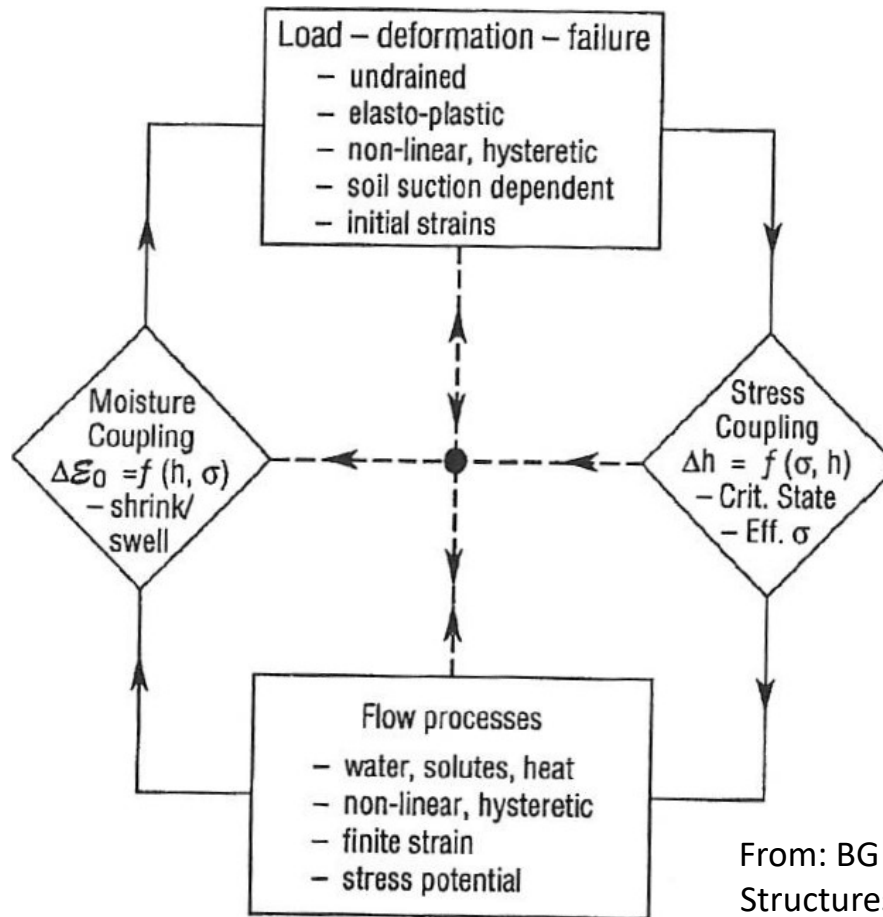 Load – deformation – failure
– undrained
– elasto-plastic
– non-linear, hysteretic
– soil suction dependent
– initial strains
Moisture
Coupling
Δε₀ = f (h, σ)
– shrink/
swell
Stress
Coupling
Δh = f (σ, h)
– Crit. State
– Eff. σ
Flow processes
– water, solutes, heat
– non-linear, hysteretic
– finite strain
– stress potential
From: BG
Structure